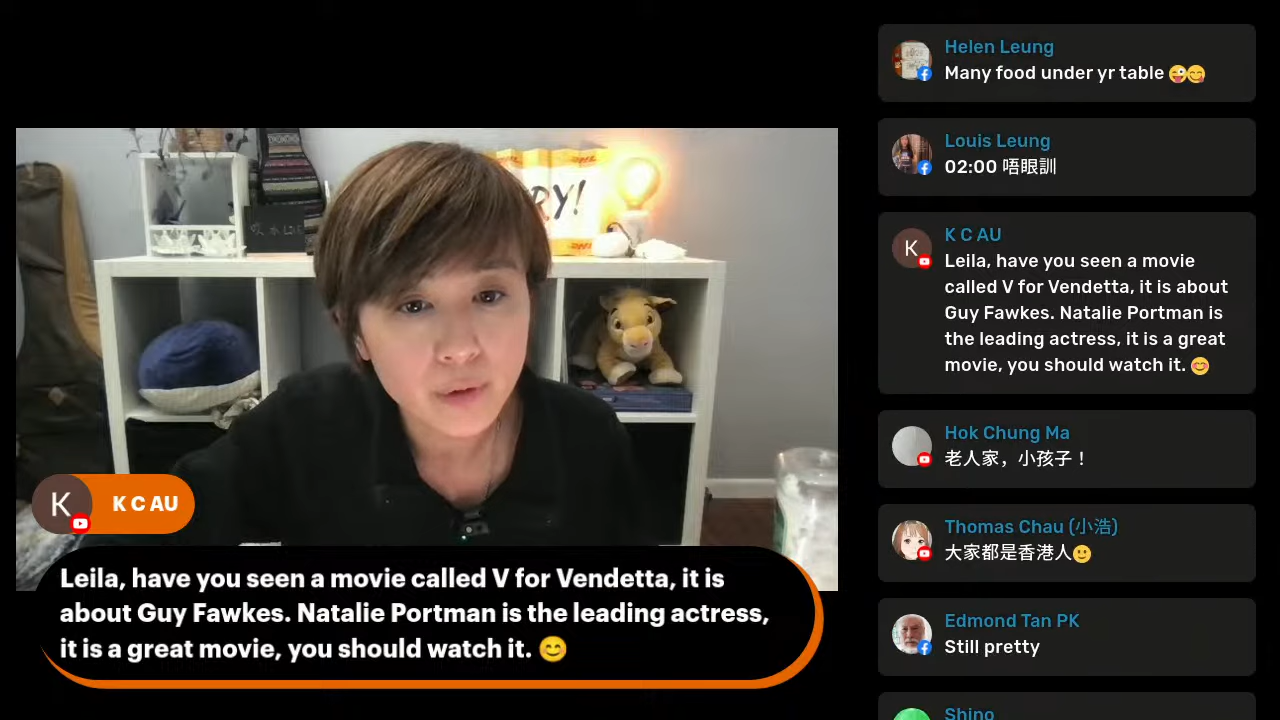 Helen Leung
Many food under yr table 😜😋
Louis Leung
02:00 唔眼訓
K C AU
Leila, have you seen a movie
called V for Vendetta, it is about
Guy Fawkes. Natalie Portman is
the leading actress, it is a great
movie, you should watch it. 😊
Hok Chung Ma
老人家，小孩子！
Thomas Chau (小浩)
大家都是香港人🙂
Edmond Tan PK
Still pretty
Shino
DHL
RY!
DHL
K
K C AU
Leila, have you seen a movie called V for Vendetta, it is
about Guy Fawkes. Natalie Portman is the leading actress,
it is a great movie, you should watch it. 😊
K